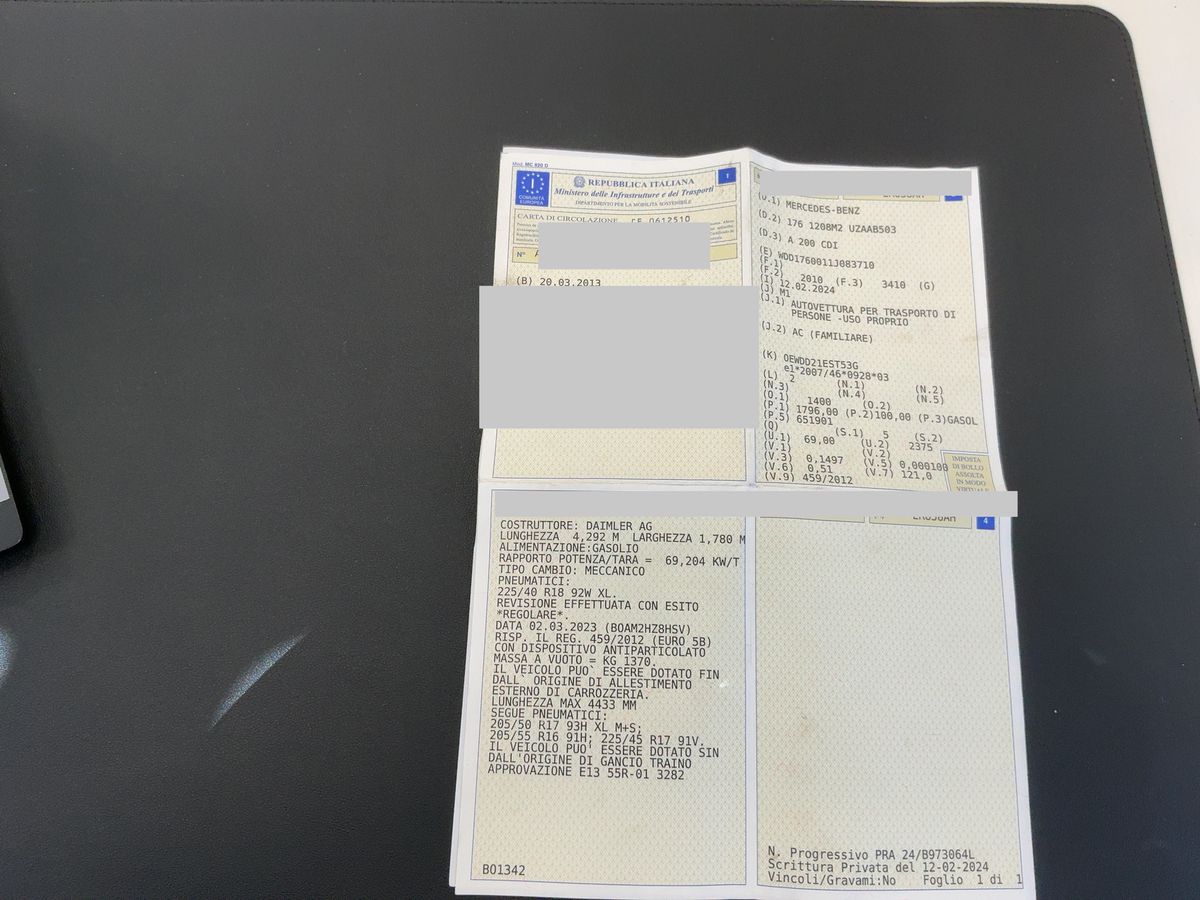 Mod. MC 820 D
REPUBBLICA ITALIANA
1
Ministero delle Infrastrutture e dei Trasporti
DIPARTIMENTO PER LA MOBILITÀ SOSTENIBILE
COMUNITÀ
EUROPEA
CARTA DI CIRCOLAZIONE
0612510
N°
(B) 20.03.2013
(D.1) MERCEDES-BENZ
(D.2) 176 1208M2 UZAAB503
(D.3) A 200 CDI
(E) WDD1760011J083710
(F.1)
(F.2) 2010 (F.3) 3410 (G)
(I) 12.02.2024
(J) M1
(J.1) AUTOVETTURA PER TRASPORTO DI
PERSONE -USO PROPRIO
(J.2) AC (FAMILIARE)
(K) OEWDD21EST53G
e1*2007/46*0928*03
(L) 2 (N.1) (N.2)
(N.3) (N.4) (N.5)
(O.1) 1400 (O.2)
(P.1) 1796,00 (P.2)100,00 (P.3)GASOL
(P.5) 651901
(Q) (S.1) 5 (S.2)
(U.1) 69,00 (U.2) 2375
(V.1) (V.2)
(V.3) 0,1497 (V.5) 0,000100
(V.6) 0,51 (V.7) 121,0
(V.9) 459/2012
IMPOSTA
DI BOLLO
ASSOLTA
IN MODO
VIRTUALE
COSTRUTTORE: DAIMLER AG
LUNGHEZZA 4,292 M LARGHEZZA 1,780 M
ALIMENTAZIONE:GASOLIO
RAPPORTO POTENZA/TARA = 69,204 KW/T
TIPO CAMBIO: MECCANICO
PNEUMATICI:
225/40 R18 92W XL.
REVISIONE EFFETTUATA CON ESITO
*REGOLARE*.
DATA 02.03.2023 (BOAM2HZ8HSV)
RISP. IL REG. 459/2012 (EURO 5B)
CON DISPOSITIVO ANTIPARTICOLATO
MASSA A VUOTO = KG 1370.
IL VEICOLO PUO` ESSERE DOTATO FIN
DALL` ORIGINE DI ALLESTIMENTO
ESTERNO DI CARROZZERIA.
LUNGHEZZA MAX 4433 MM
SEGUE PNEUMATICI:
205/50 R17 93H XL M+S;
205/55 R16 91H; 225/45 R17 91V.
IL VEICOLO PUO' ESSERE DOTATO SIN
DALL'ORIGINE DI GANCIO TRAINO
APPROVAZIONE E13 55R-01 3282
B01342
4
N. Progressivo PRA 24/B973064L
Scrittura Privata del 12-02-2024
Vincoli/Gravami:No Foglio 1 di 1